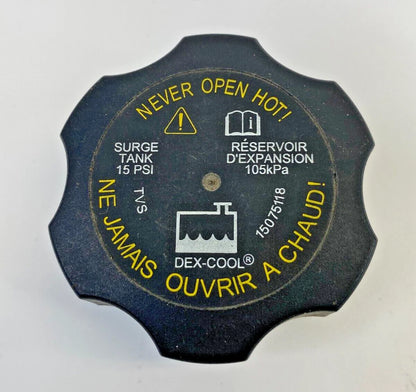 NEVER OPEN HOT!
SURGE
TANK
15 PSI
RÉSERVOIR
D'EXPANSION
105kPa
TVS
15075118
DEX-COOL®
NE JAMAIS OUVRIR A CHAUD!